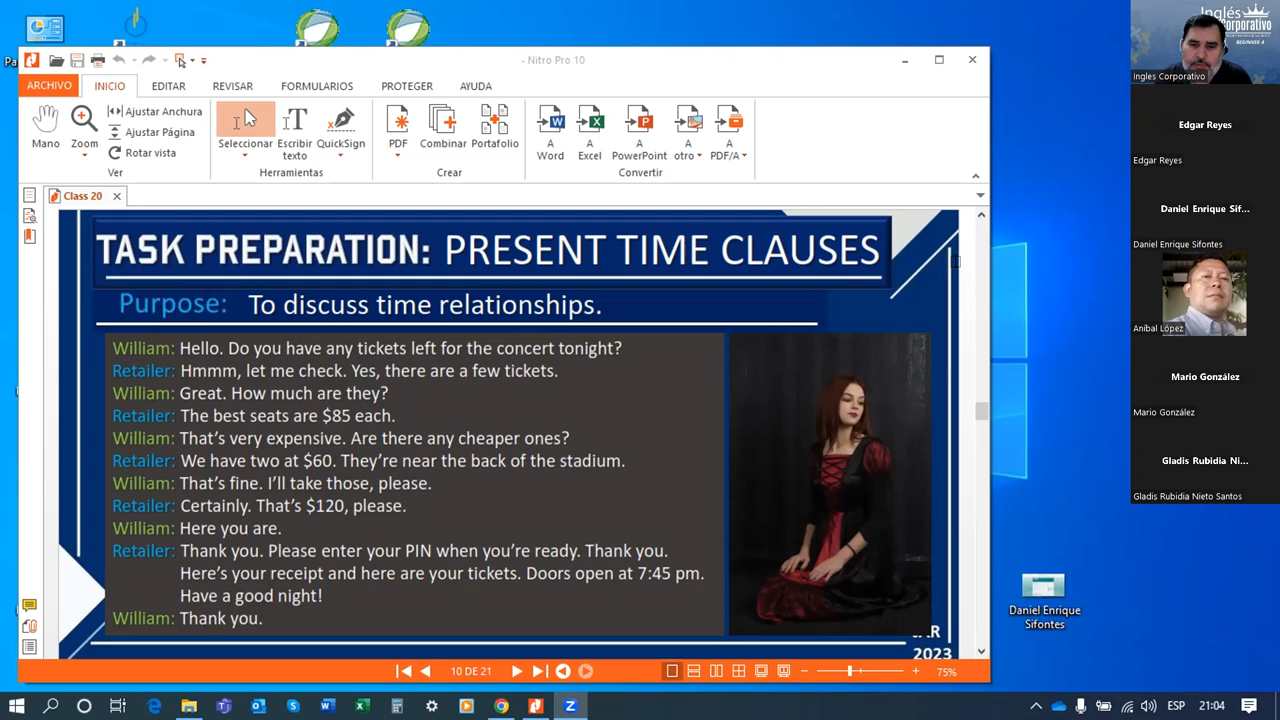 Pa
- Nitro Pro 10
ARCHIVO INICIO EDITAR REVISAR FORMULARIOS PROTEGER AYUDA
Mano
Zoom
Ajustar Anchura
Ajustar Página
Rotar vista
Ver
Seleccionar
Escribir
texto
QuickSign
Herramientas
PDF
Combinar
Portafolio
Crear
A
Word
A
Excel
A
PowerPoint
A
otro
A
PDF/A
Convertir
Class 20
TASK PREPARATION: PRESENT TIME CLAUSES
Purpose: To discuss time relationships.
William: Hello. Do you have any tickets left for the concert tonight?
Retailer: Hmmm, let me check. Yes, there are a few tickets.
William: Great. How much are they?
Retailer: The best seats are $85 each.
William: That's very expensive. Are there any cheaper ones?
Retailer: We have two at $60. They're near the back of the stadium.
William: That's fine. I'll take those, please.
Retailer: Certainly. That's $120, please.
William: Here you are.
Retailer: Thank you. Please enter your PIN when you're ready. Thank you.
Here's your receipt and here are your tickets. Doors open at 7:45 pm.
Have a good night!
William: Thank you.
2023
10 DE 21
75%
Inglés
Corporativo
BEGINNER 4
Ingles Corporativo
Edgar Reyes
Edgar Reyes
Daniel Enrique Sif...
Daniel Enrique Sifontes
Aníbal López
Mario González
Mario González
Gladis Rubidia Ni...
Gladis Rubidia Nieto Santos
Daniel Enrique
Sifontes
ESP
21:04